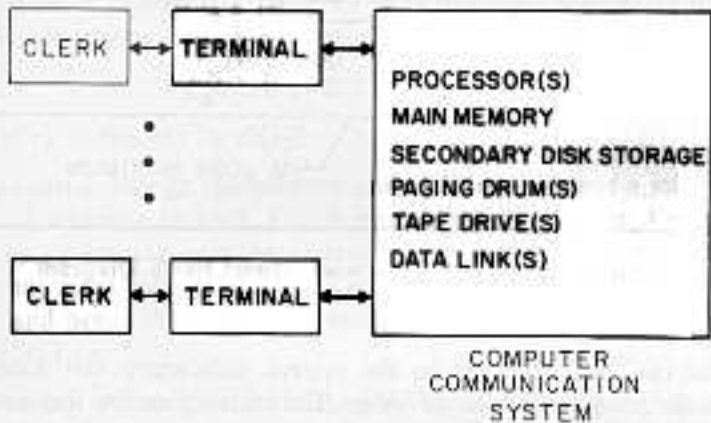 CLERK
TERMINAL
PROCESSOR(S)
MAIN MEMORY
SECONDARY DISK STORAGE
PAGING DRUM(S)
TAPE DRIVE(S)
DATA LINK(S)
CLERK
TERMINAL
COMPUTER
COMMUNICATION
SYSTEM